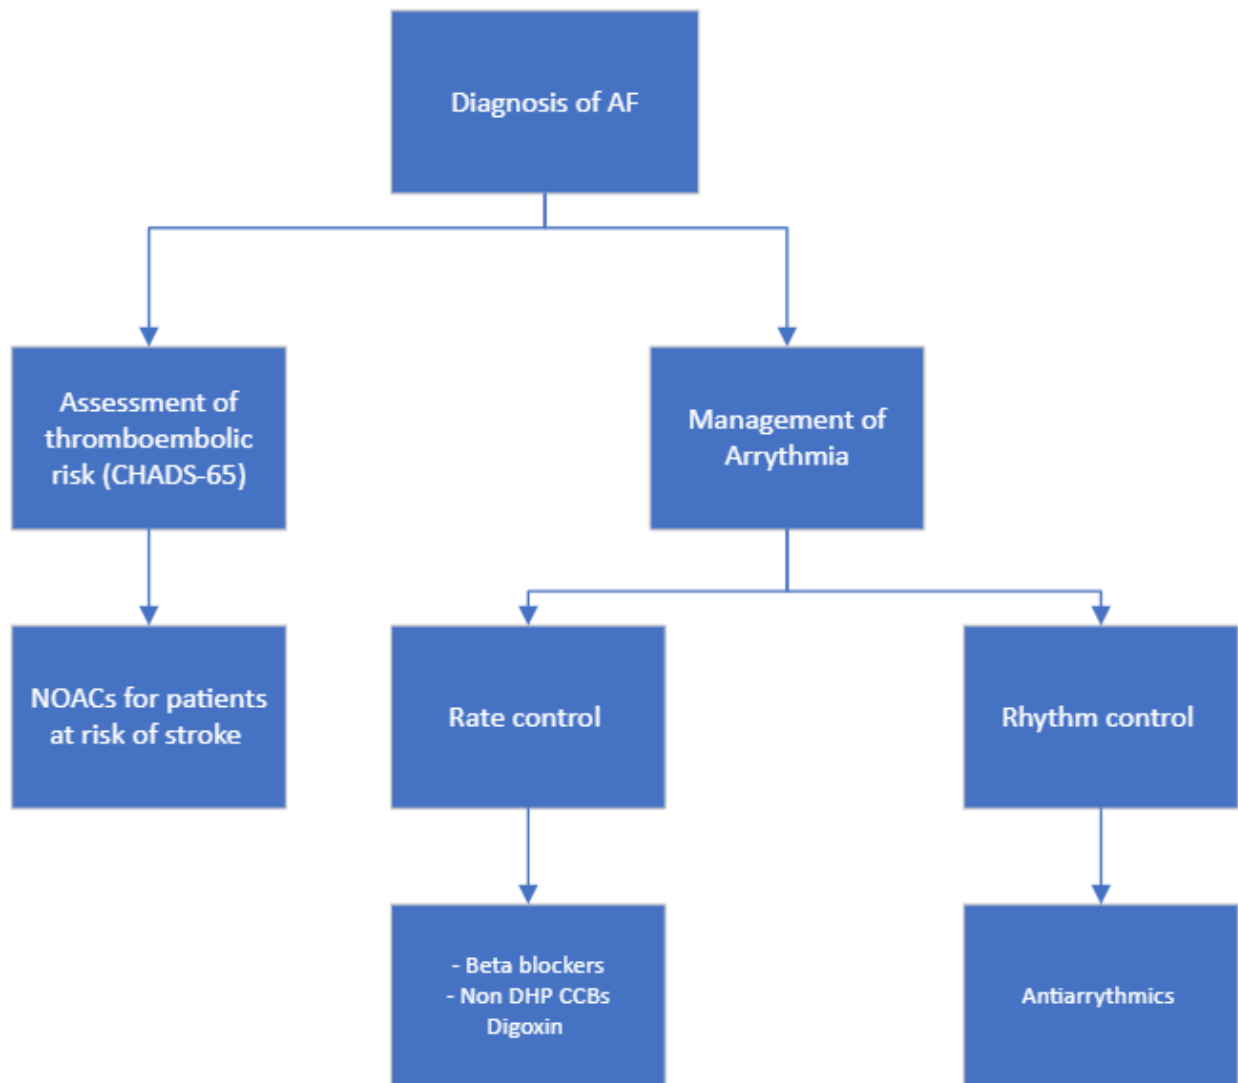 Diagnosis of AF
Assessment of
thromboembolic
risk (CHADS-65)
Management of
Arrythmia
NOACs for patients
at risk of stroke
Rate control
Rhythm control
- Beta blockers
- Non DHP CCBs
Digoxin
Antiarrythmics